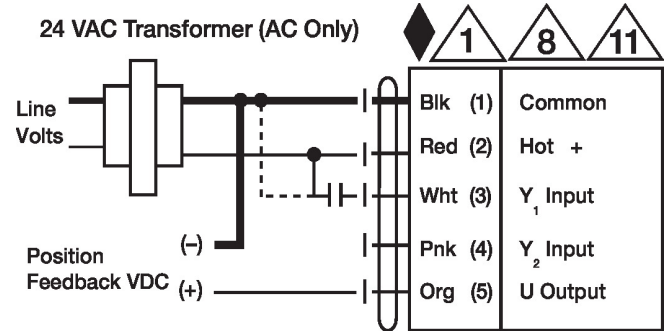 24 VAC Transformer (AC Only)
1 8 11
Line
Volts
Blk (1) Common
Red (2) Hot +
Wht (3) Y1 Input
Pnk (4) Y2 Input
Org (5) U Output
Position
Feedback VDC
(–)
(+)